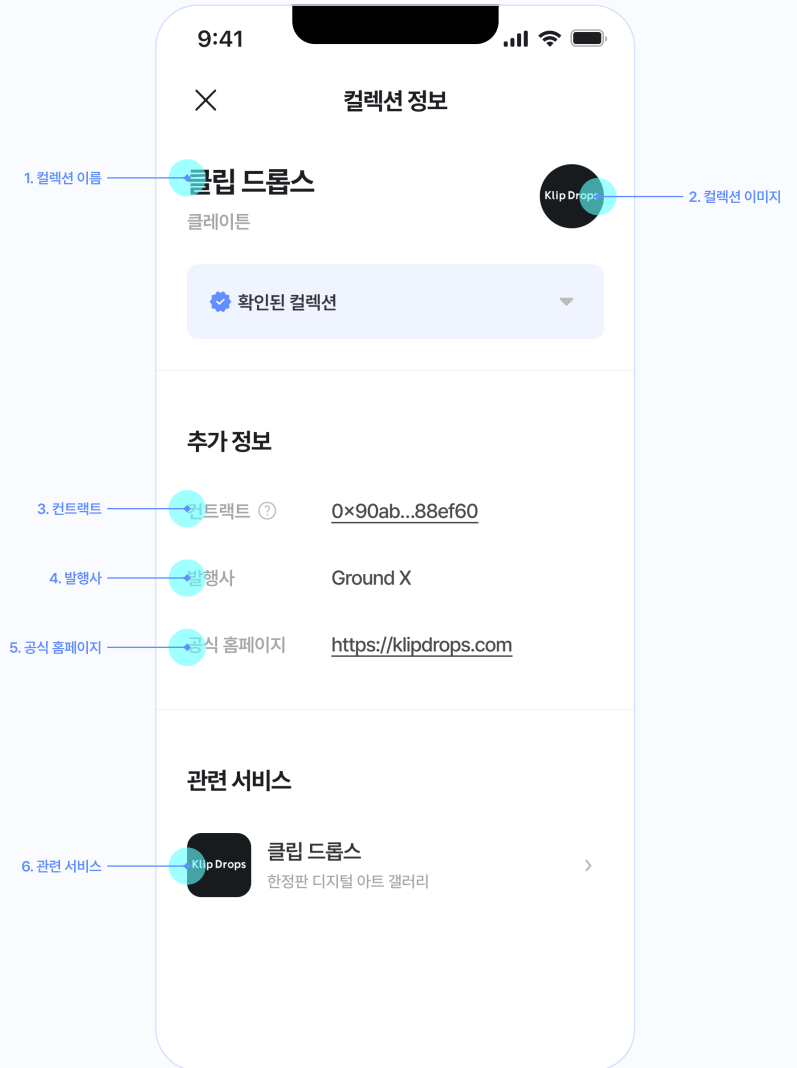 9:41
컬렉션 정보
1. 컬렉션 이름
클립 드롭스
Klip Drops
2. 컬렉션 이미지
클레이튼
확인된 컬렉션
추가 정보
3. 컨트랙트
컨트랙트 ?
0×90ab...88ef60
4. 발행사
발행사
Ground X
5. 공식 홈페이지
공식 홈페이지
https://klipdrops.com
관련 서비스
6. 관련 서비스
Klip Drops
클립 드롭스
한정판 디지털 아트 갤러리